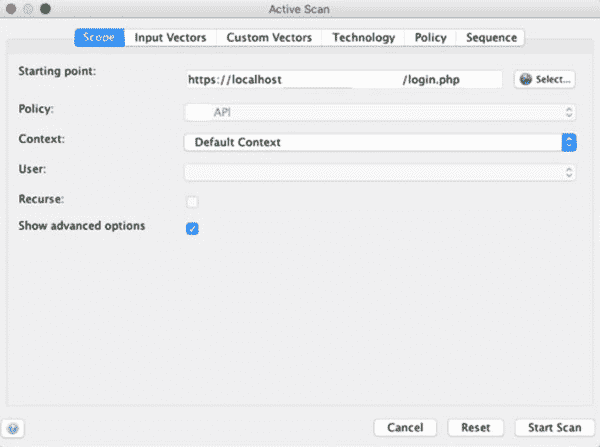 Active Scan
Scope Input Vectors Custom Vectors Technology Policy Sequence
Starting point: https://localhost /login.php Select...
Policy: API
Context: Default Context
User:
Recurse:
Show advanced options
Cancel Reset Start Scan